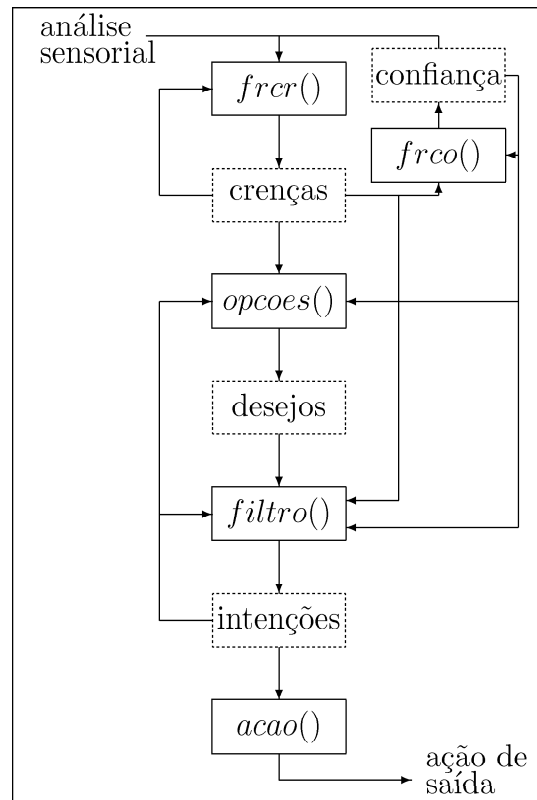 análise
sensorial
frcr()
confiança
frco()
crenças
opcoes()
desejos
filtro()
intenções
acao()
ação de
saída